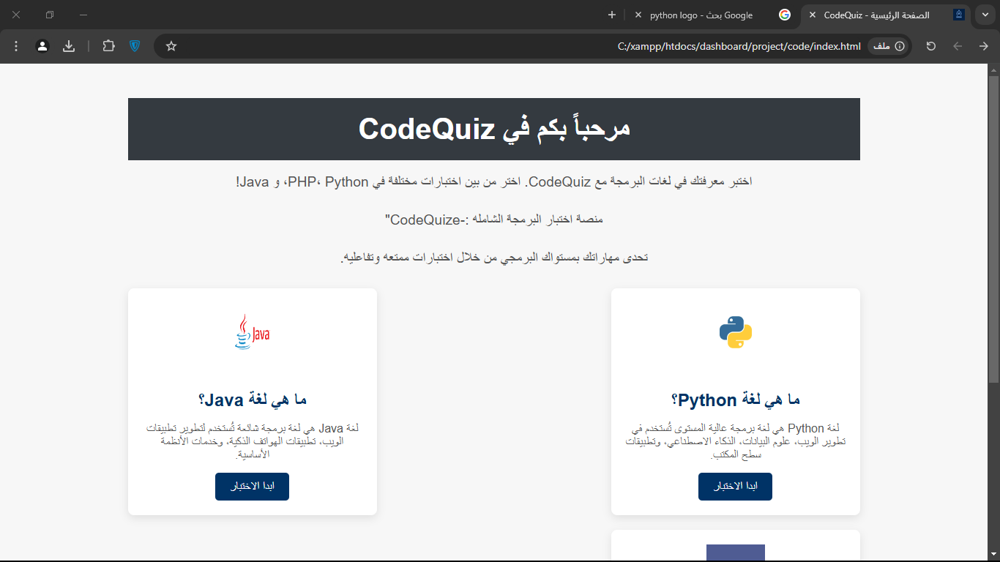 الصفحة الرئيسية - CodeQuiz
python logo - بحث Google
ملف
C:/xampp/htdocs/dashboard/project/code/index.html
مرحباً بكم في CodeQuiz
اختبر معرفتك في لغات البرمجة مع CodeQuiz. اختر من بين اختبارات مختلفة في PHP، Python، و Java!
منصة اختبار البرمجة الشامله :-CodeQuize"
تحدى مهاراتك بمستواك البرمجي من خلال اختبارات ممتعه وتفاعليه.
ما هي لغة Python؟
لغة Python هي لغة برمجة عالية المستوى تُستخدم في
تطوير الويب، علوم البيانات، الذكاء الاصطناعي، وتطبيقات
سطح المكتب.
ابدا الاختبار
Java
ما هي لغة Java؟
لغة Java هي لغة برمجة شائعة تُستخدم لتطوير تطبيقات
الويب، تطبيقات الهواتف الذكية، وخدمات الأنظمة
الأساسية.
ابدا الاختبار